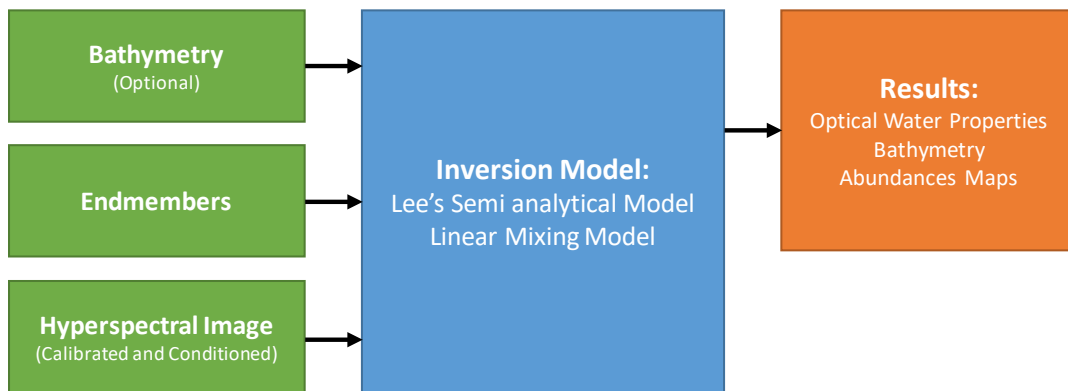 Bathymetry
(Optional)
Endmembers
Hyperspectral Image
(Calibrated and Conditioned)
Inversion Model:
Lee’s Semi analytical Model
Linear Mixing Model
Results:
Optical Water Properties
Bathymetry
Abundances Maps